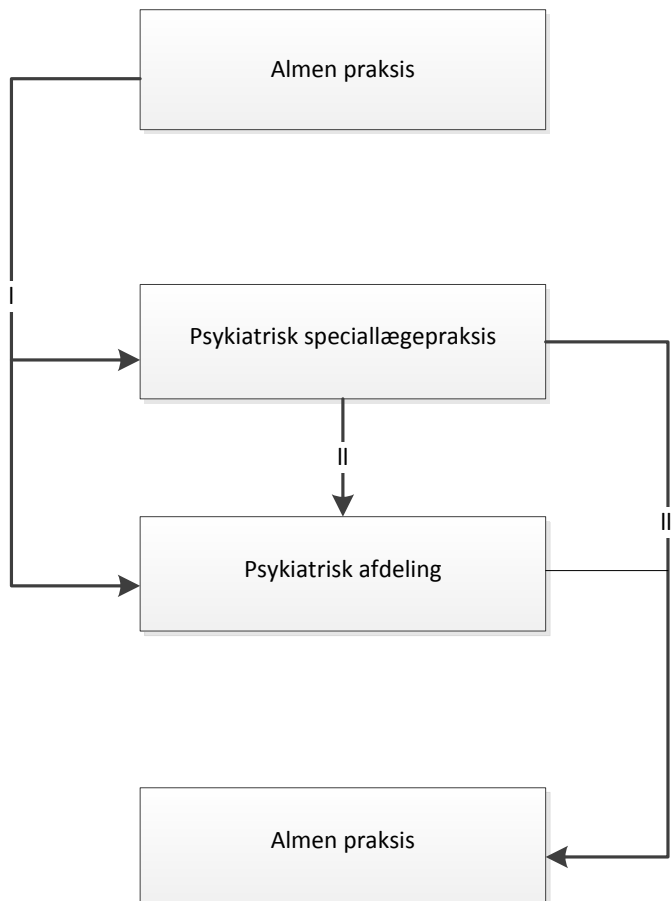 Almen praksis
I
Psykiatrisk speciallægepraksis
II
II
Psykiatrisk afdeling
Almen praksis